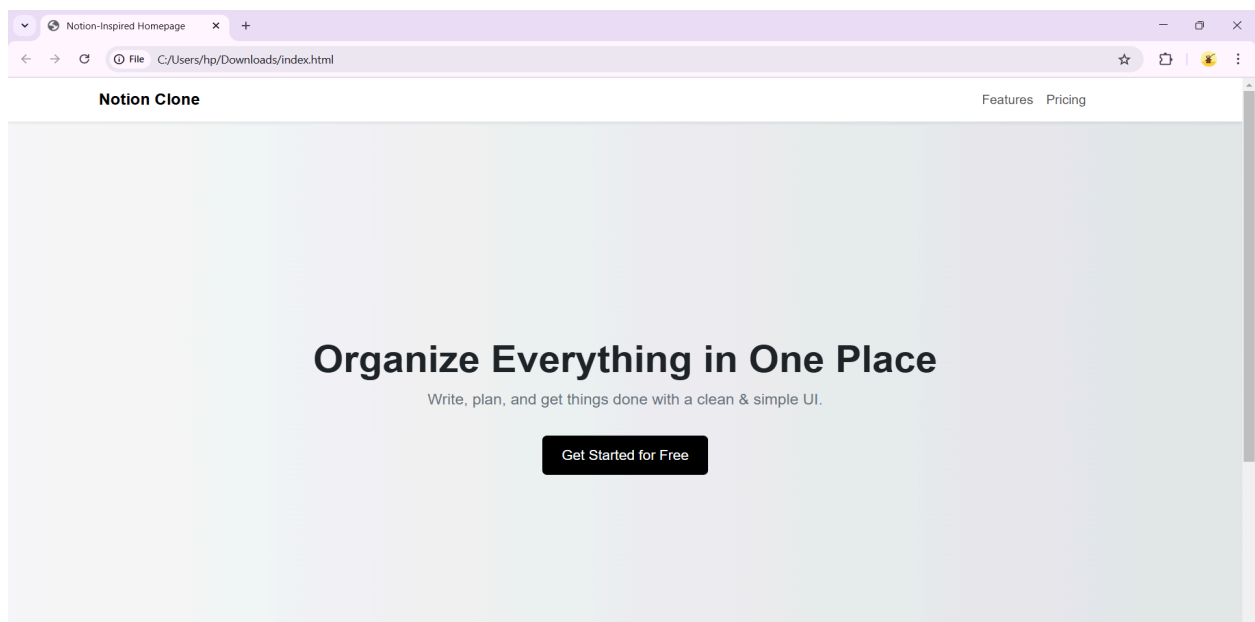 Notion-Inspired Homepage
File C:/Users/hp/Downloads/index.html
Notion Clone
Features Pricing
Organize Everything in One Place
Write, plan, and get things done with a clean & simple UI.
Get Started for Free